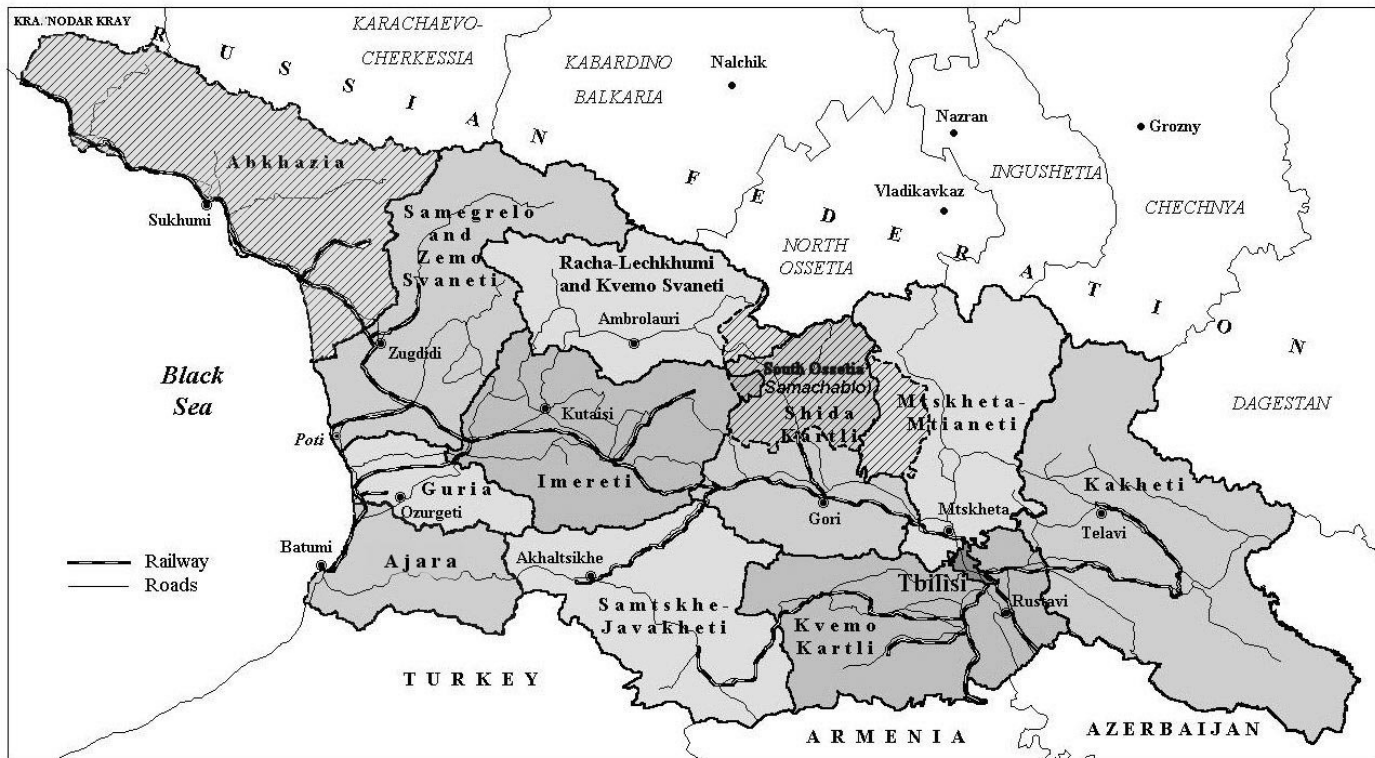 KRA. 'NODAR KRAY
RUSSIAN FEDERATION
KARACHAEVO-
CHERKESSIA
KABARDINO
BALKARIA
Nalchik
Nazran
Grozny
INGUSHETIA
Vladikavkaz
CHECHNYA
NORTH
OSSETIA
DAGESTAN
Abkhazia
Sukhumi
Samegrelo
and
Zemo
Svaneti
Racha-Lechkhumi
and Kvemo Svaneti
Ambrolauri
Zugdidi
Black
Sea
South Ossetia
(Samachablo)
Shida
Kartli
Mtskheta-
Mtianeti
Kutaisi
Poti
Imereti
Guria
Ozurgeti
Gori
Mtskheta
Kakheti
Telavi
Batumi
Ajara
Akhaltsikhe
Tbilisi
Rustavi
Samtskhe-
Javakheti
Kvemo
Kartli
Railway
Roads
TURKEY
ARMENIA
AZERBAIJAN